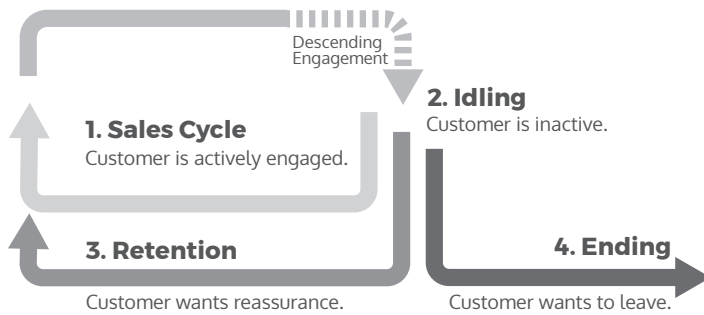 Descending
Engagement
1. Sales Cycle
Customer is actively engaged.
2. Idling
Customer is inactive.
3. Retention
Customer wants reassurance.
4. Ending
Customer wants to leave.